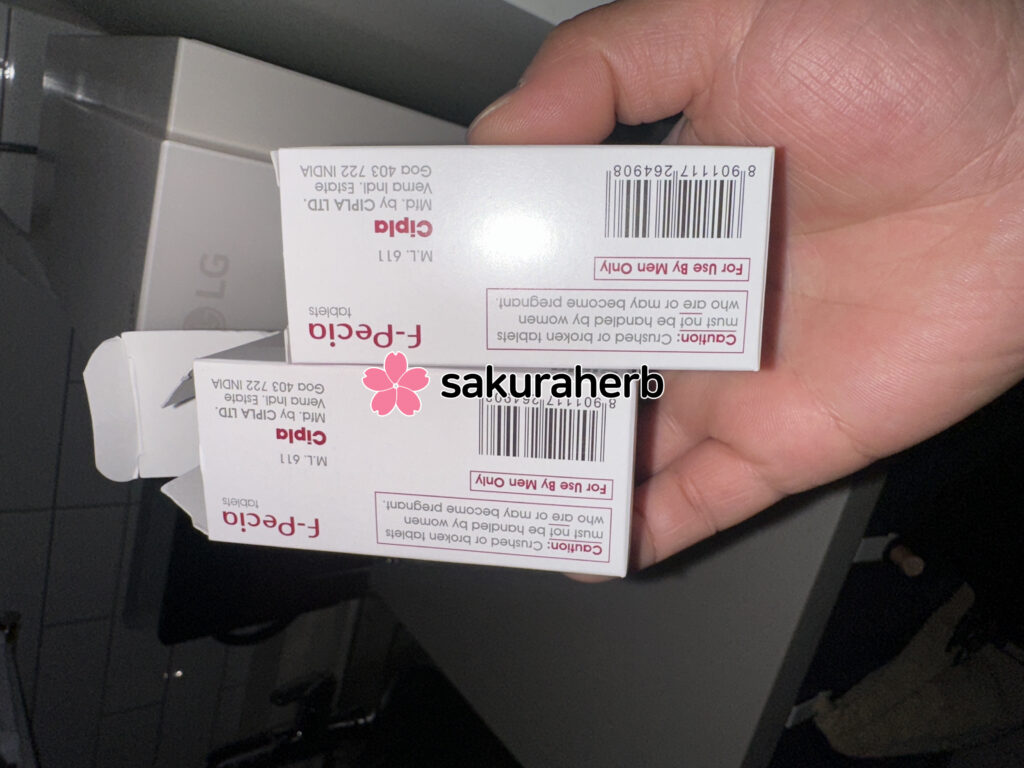 Caution: Crushed or broken tablets
must not be handled by women
who are or may become pregnant.
For Use By Men Only
8 901117 264908
f-Pecia
tablets
M.L. 611
Cipla
Mfd. by CIPLA LTD.
Verna Indl. Estate
Goa 403 722 INDIA
sakuraherb
Caution: Crushed or broken tablets
must not be handled by women
who are or may become pregnant.
For Use By Men Only
8 901117
f-Pecia
tablets
M.L. 611
Cipla
Mfd. by CIPLA LTD.
Verna Indl. Estate
Goa 403 722 INDIA
LG